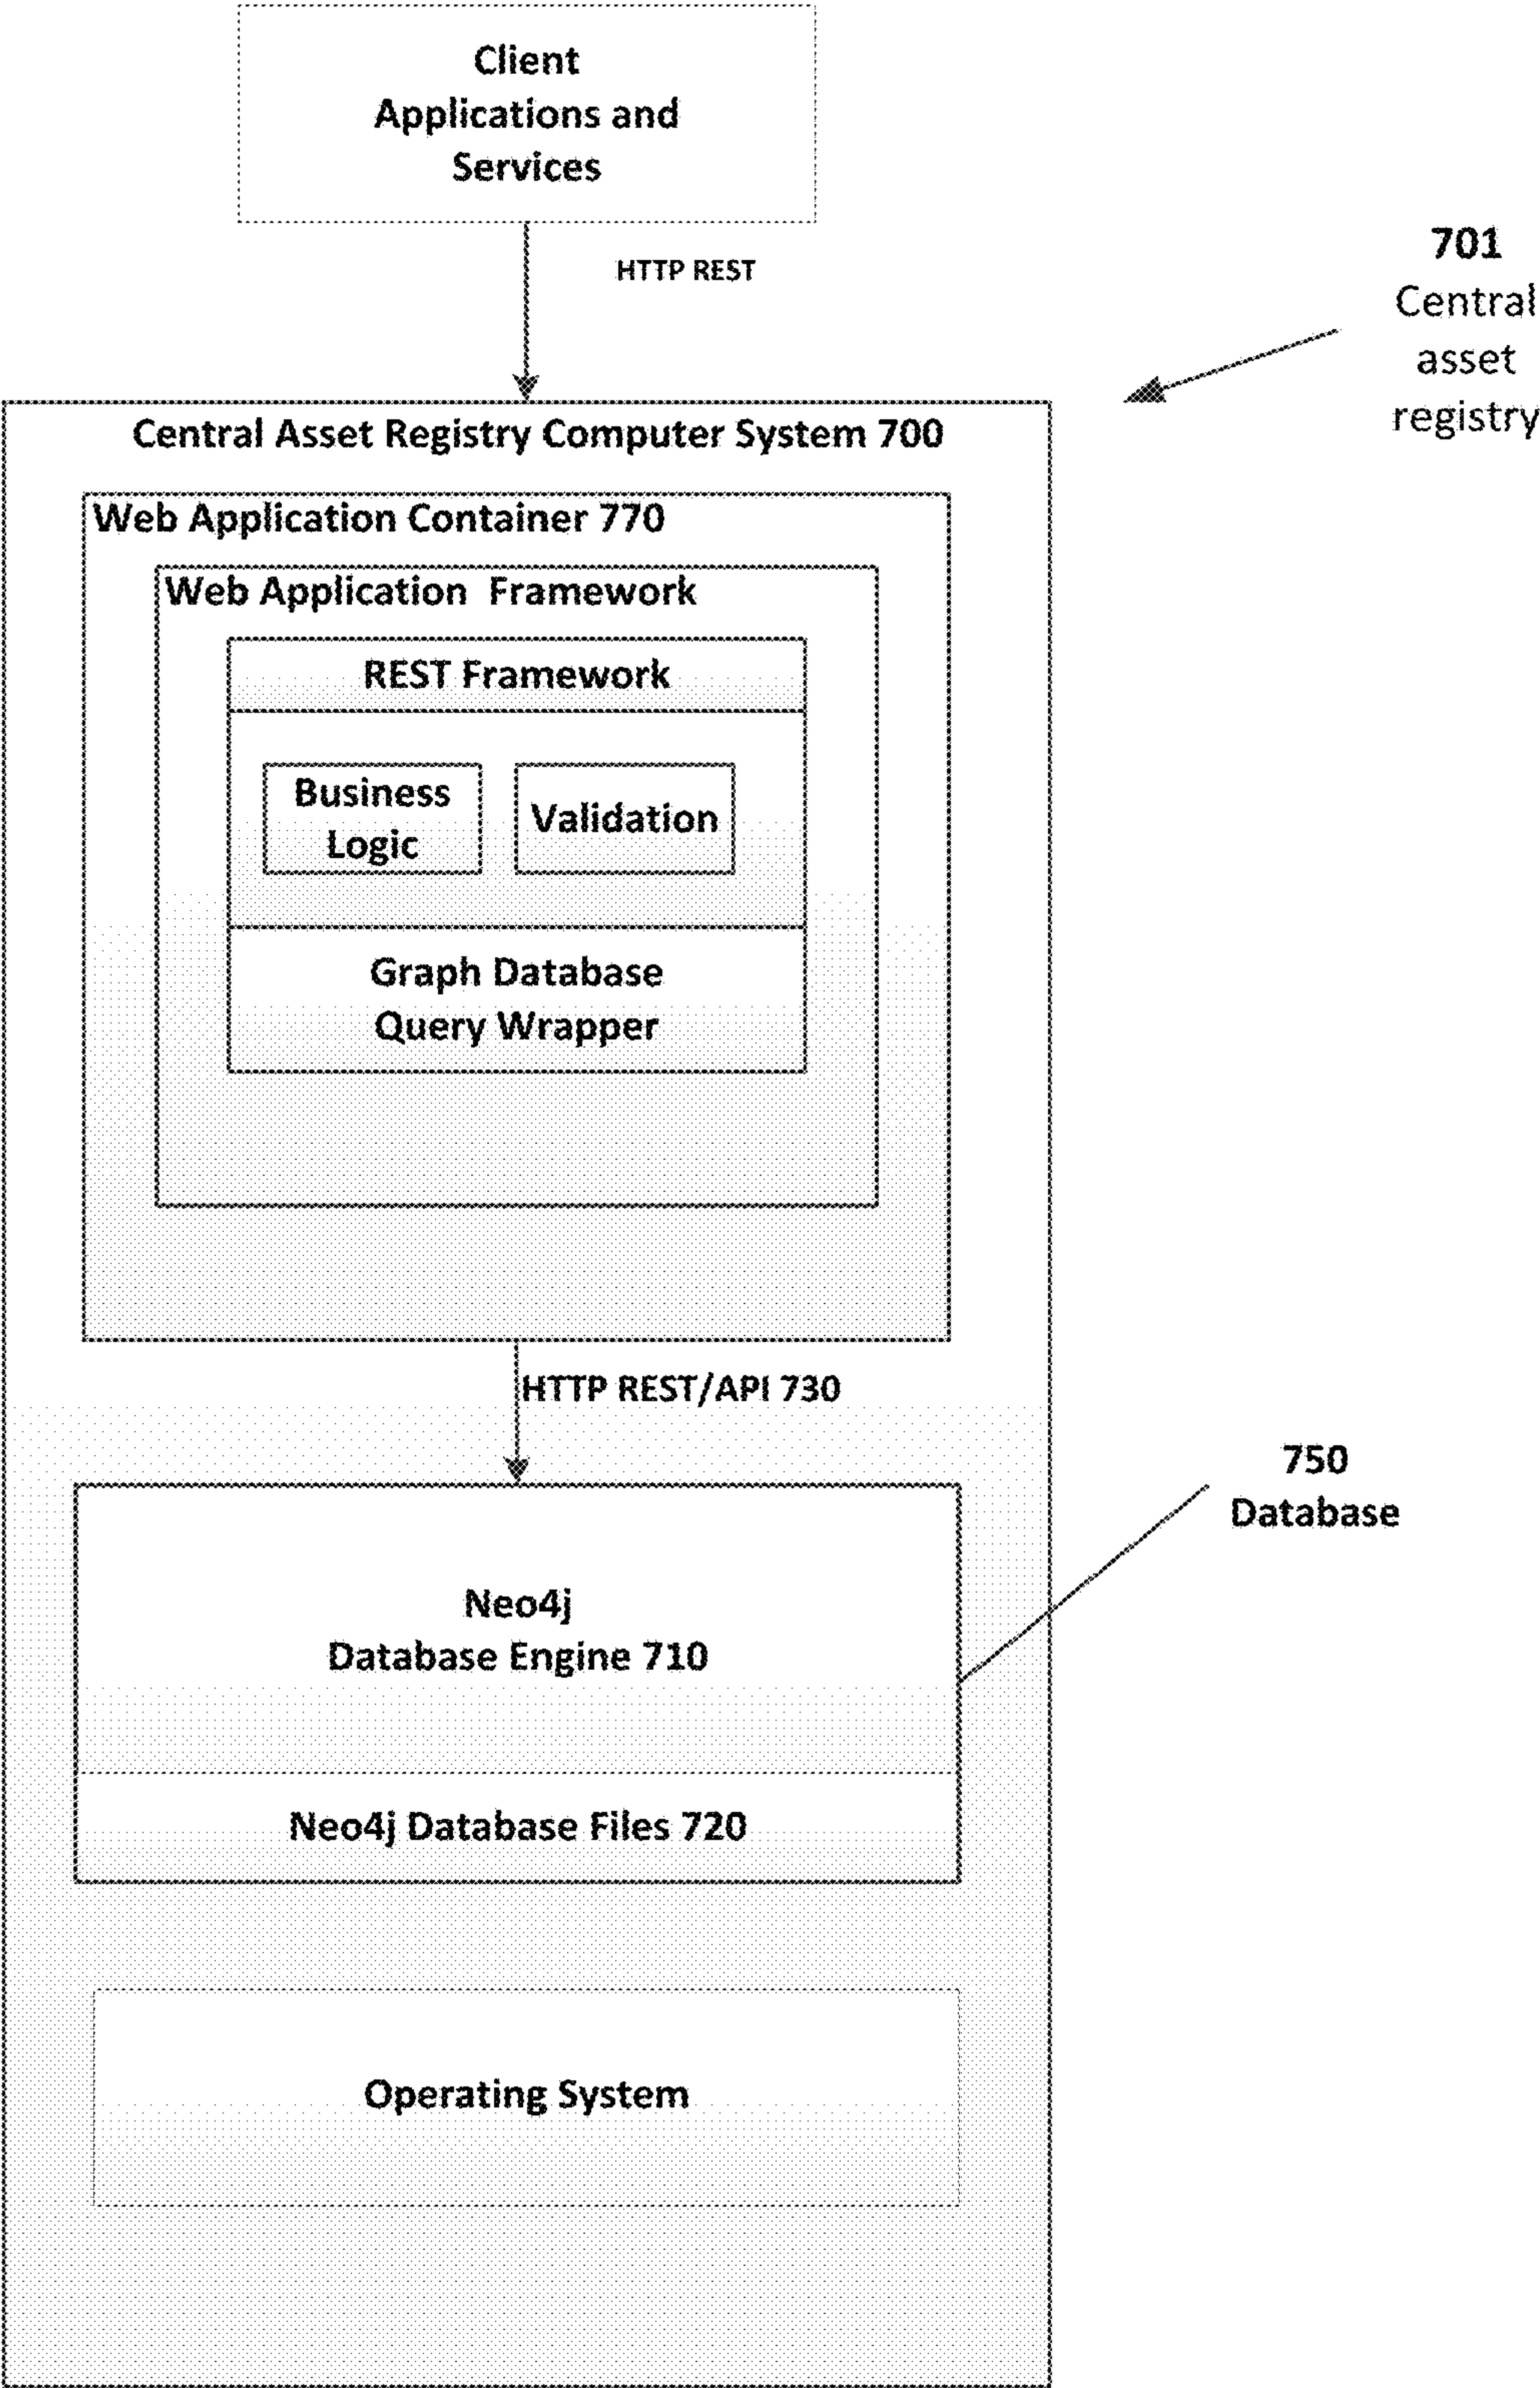 Client
Applications and
Services
HTTP REST
701
Central
asset
registry
Central Asset Registry Computer System 700
Web Application Container 770
Web Application Framework
REST Framework
Business
Logic
Validation
Graph Database
Query Wrapper
HTTP REST/API 730
750
Database
Neo4j
Database Engine 710
Neo4j Database Files 720
Operating System